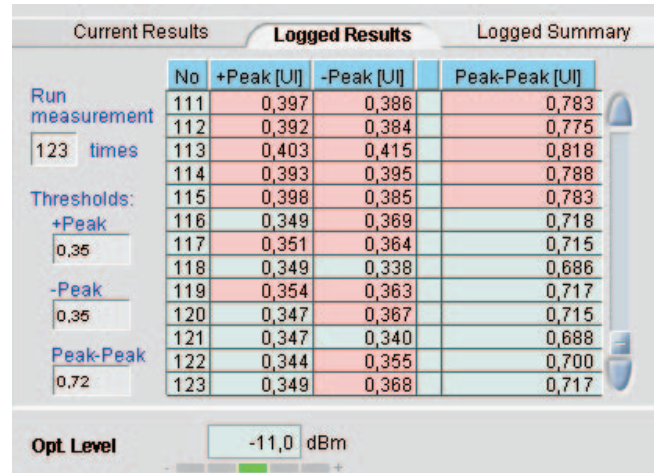 Current Results Logged Results Logged Summary
No +Peak [UI] -Peak [UI] Peak-Peak [UI]
111 0,397 0,386 0,783
112 0,392 0,384 0,775
113 0,403 0,415 0,818
114 0,393 0,395 0,788
115 0,398 0,385 0,783
116 0,349 0,369 0,718
117 0,351 0,364 0,715
118 0,349 0,338 0,686
119 0,354 0,363 0,717
120 0,347 0,367 0,715
121 0,347 0,340 0,688
122 0,344 0,355 0,700
123 0,349 0,368 0,717
Run
measurement
123 times
Thresholds:
+Peak
0,35
-Peak
0,35
Peak-Peak
0,72
Opt. Level -11,0 dBm
- +